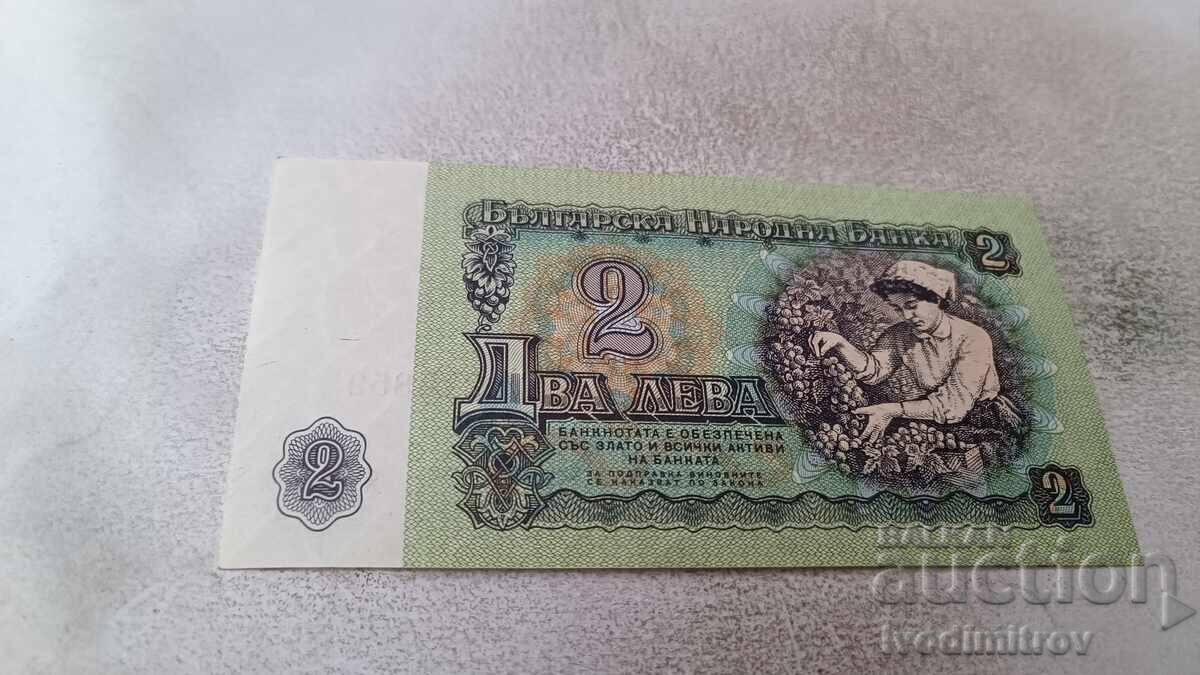 Българска Народна Банка
2
2
Два лева
Банкнотата е обезпечена
със злато и всички активи
на банката
За подправка виновните
се наказват по закона
2
2
БАЛКАН
auction
ivodimitrov